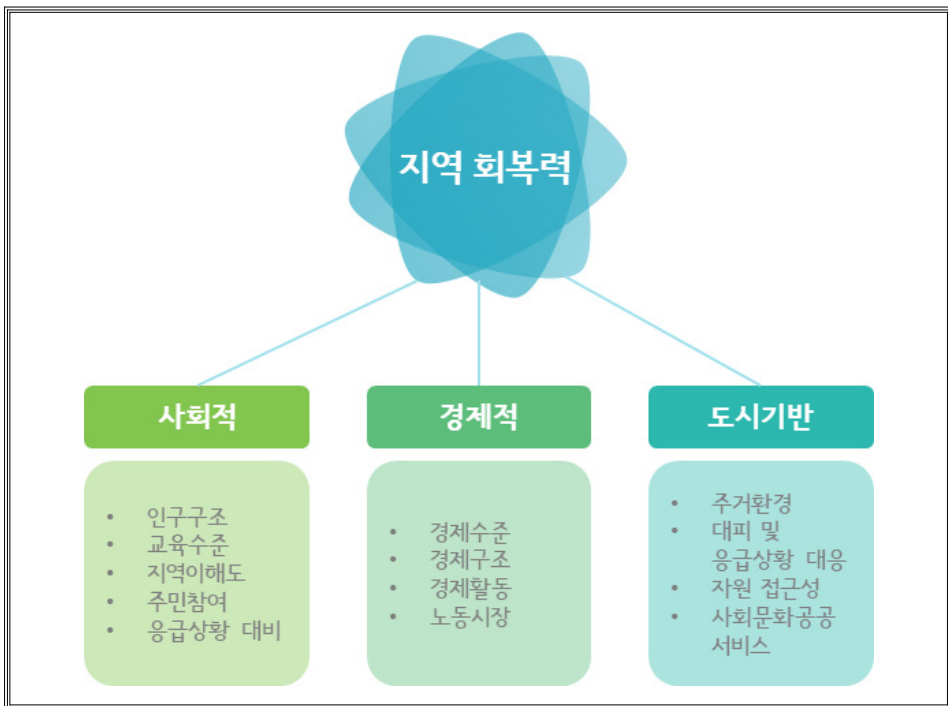 지역 회복력
사회적
• 인구구조
• 교육수준
• 지역이해도
• 주민참여
• 응급상황 대비
경제적
• 경제수준
• 경제구조
• 경제활동
• 노동시장
도시기반
• 주거환경
• 대피 및
응급상황 대응
• 자원 접근성
• 사회문화공공
서비스